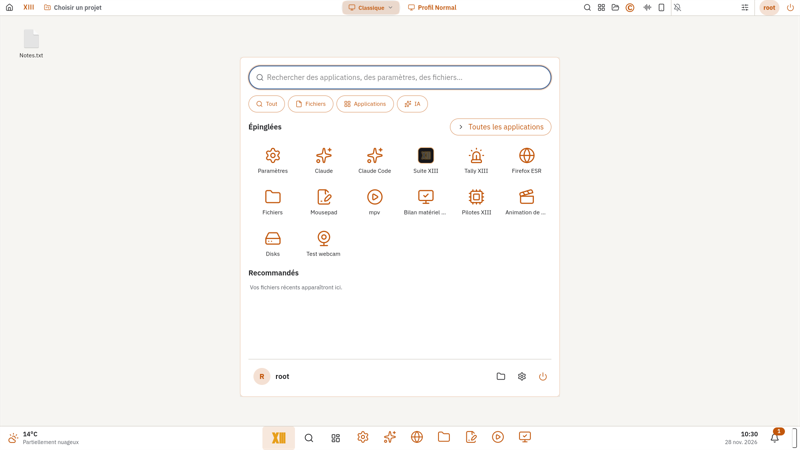 XIII Choisir un projet Classique Profil Normal root
Notes.txt
Rechercher des applications, des paramètres, des fichiers...
Tout Fichiers Applications IA
Épinglées Toutes les applications
Paramètres Claude Claude Code Suite XIII Tally XIII Firefox ESR
Fichiers Mousepad mpv Bilan matériel ... Pilotes XIII Animation de ...
Disks Test webcam
Recommandés
Vos fichiers récents apparaîtront ici.
R root
14°C
Partiellement nuageux
XIII
10:30
28 nov. 2026
1